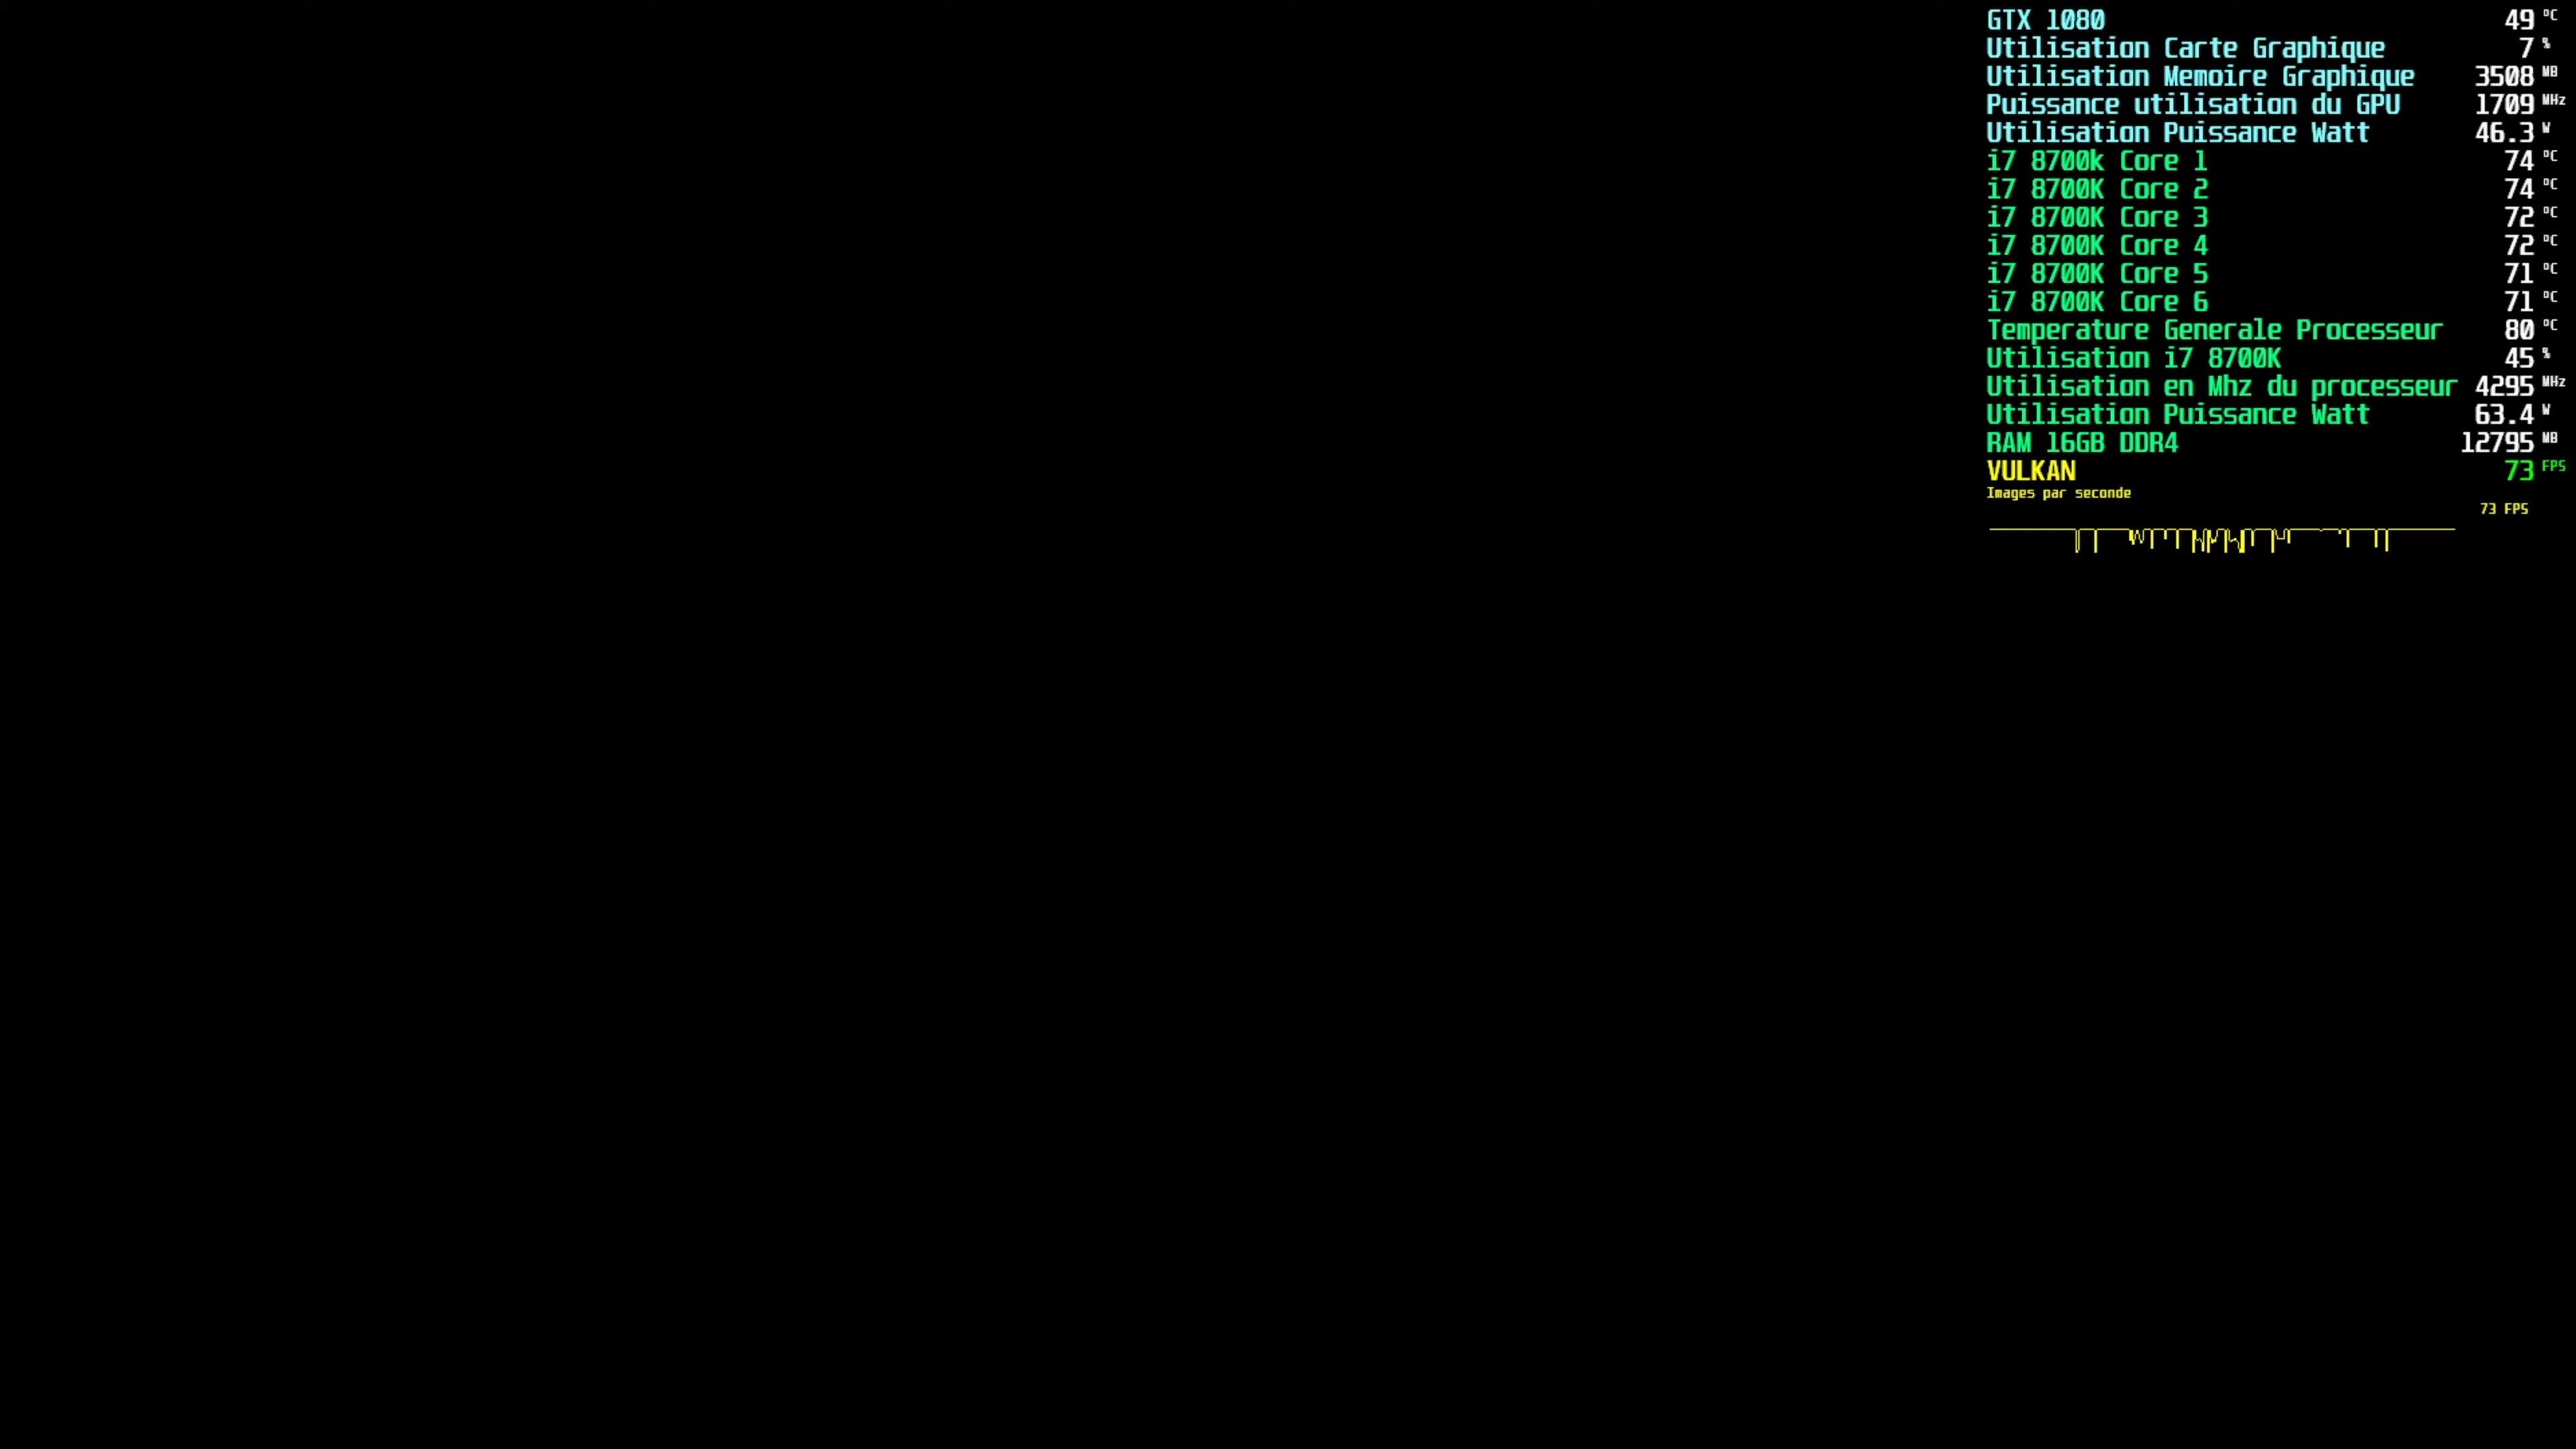 GTX 1080 49 °C
Utilisation Carte Graphique 7 %
Utilisation Memoire Graphique 3508 MB
Puissance utilisation du GPU 1709 MHz
Utilisation Puissance Watt 46.3 W
i7 8700k Core 1 74 °C
i7 8700K Core 2 74 °C
i7 8700K Core 3 72 °C
i7 8700K Core 4 72 °C
i7 8700K Core 5 71 °C
i7 8700K Core 6 71 °C
Temperature Generale Processeur 80 °C
Utilisation i7 8700K 45 %
Utilisation en Mhz du processeur 4295 MHz
Utilisation Puissance Watt 63.4 W
RAM 16GB DDR4 12795 MB
VULKAN 73 FPS
Images par seconde
73 FPS